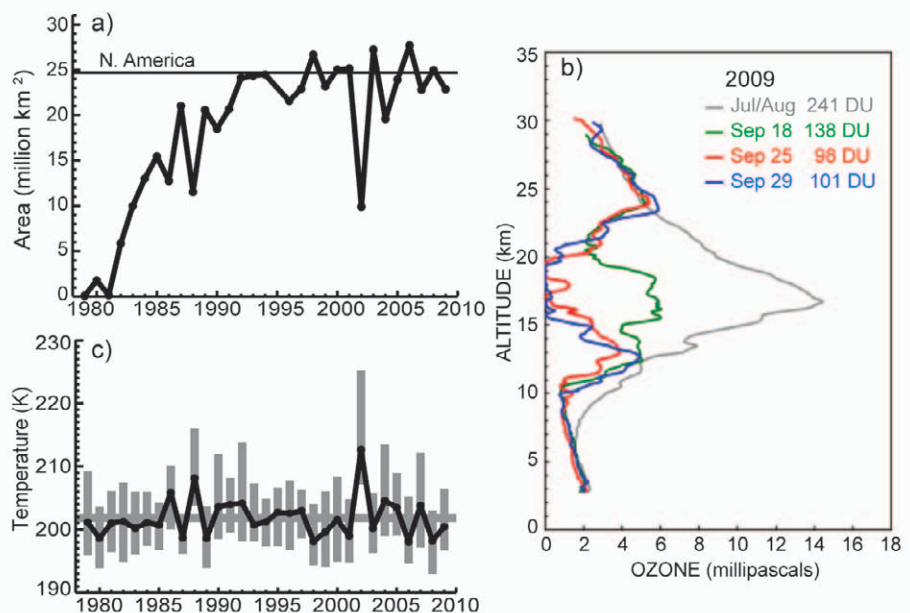 a)
N. America
Area (million km²)
30
25
20
15
10
5
0
1980 1985 1990 1995 2000 2005 2010
c)
Temperature (K)
230
220
210
200
190
1980 1985 1990 1995 2000 2005 2010
b)
2009
Jul/Aug 241 DU
Sep 18 138 DU
Sep 25 98 DU
Sep 29 101 DU
ALTITUDE (km)
35
30
25
20
15
10
5
0
0 2 4 6 8 10 12 14 16 18
OZONE (millipascals)